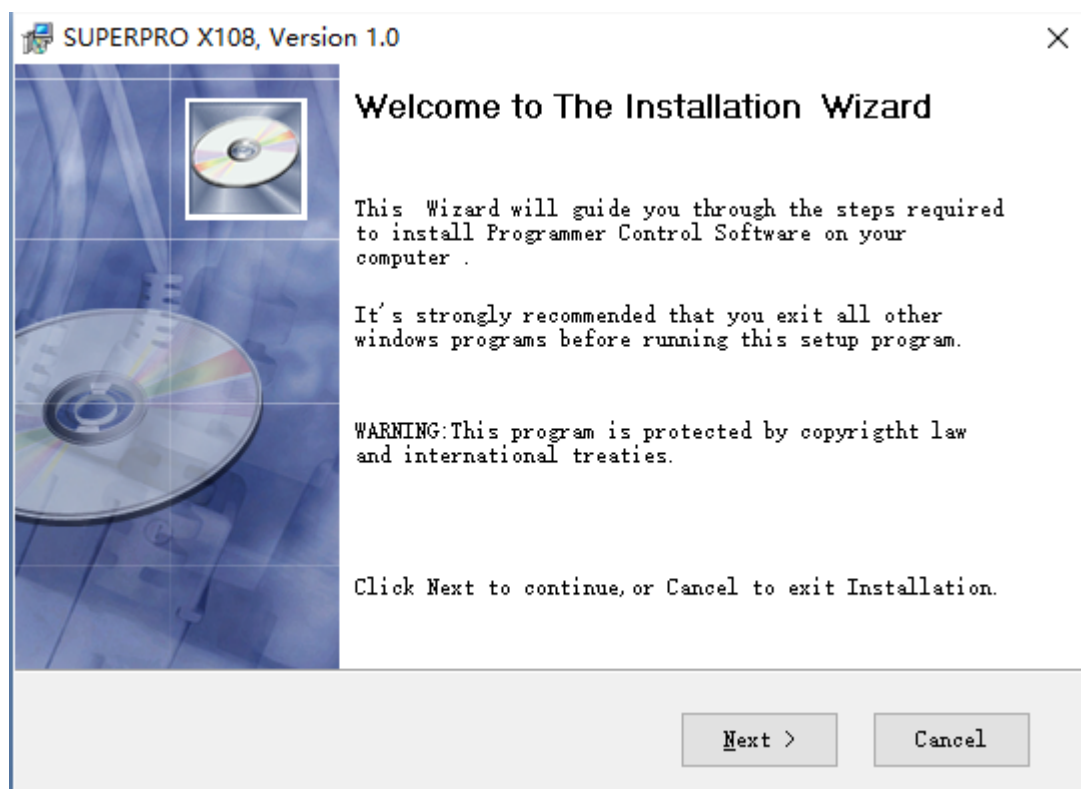 SUPERPRO X108, Version 1.0
Welcome to The Installation Wizard
This Wizard will guide you through the steps required
to install Programmer Control Software on your
computer .
It's strongly recommended that you exit all other
windows programs before running this setup program.
WARNING:This program is protected by copyrigtht law
and international treaties.
Click Next to continue,or Cancel to exit Installation.
Next >
Cancel